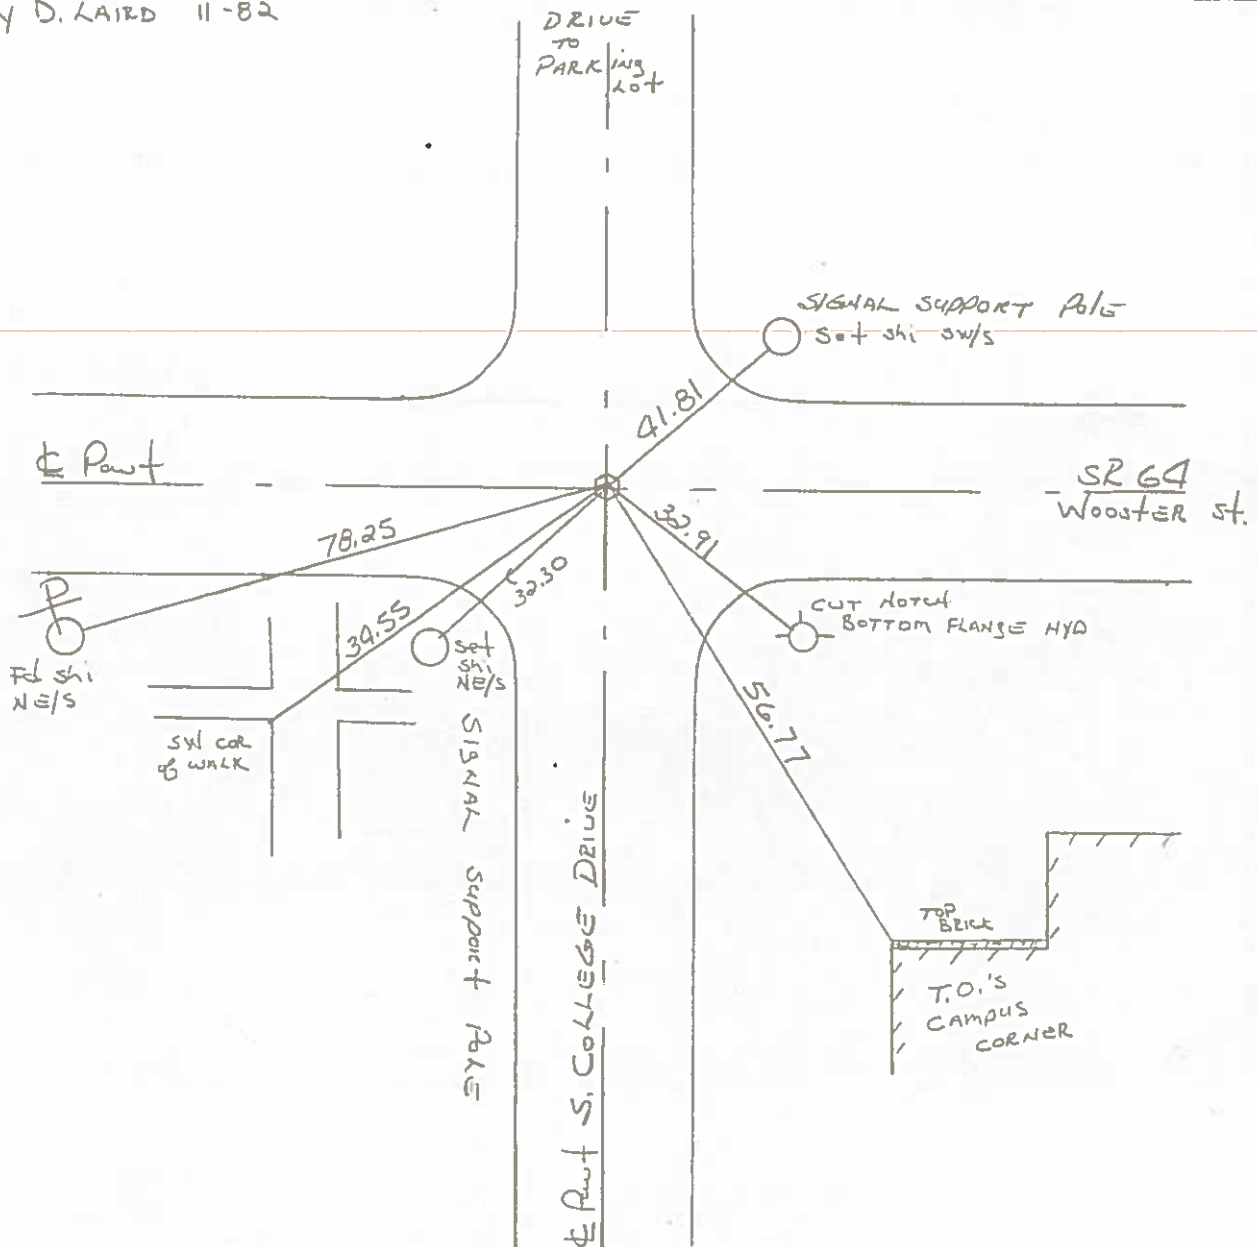 Y D. LAIRD 11-82
DRIVE
TO
PARKing
Lot
SIGNAL SUPPORT PolE
Set shi SW/S
41.81
℄ Pavt
SR 64
WOOSTER St.
78.25
32.91
32.30
39.55
P
Fd shi
NE/S
Set
shi
NE/S
CUT NOTCH
BOTTOM FLANGE HYD
56.77
SW COR
of WALK
SIGNAL SUPPORT PolE
℄ Pavt S. COLLEGE DRIVE
TOP
BRICK
T.O.'S
CAMPUS
CORNER